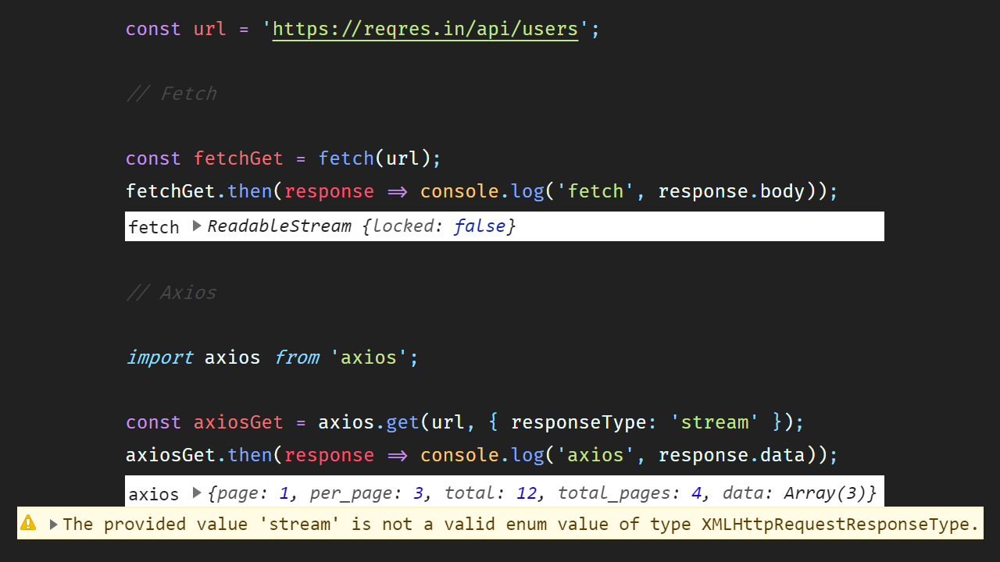 const url = 'https://reqres.in/api/users';
// Fetch
const fetchGet = fetch(url);
fetchGet.then(response => console.log('fetch', response.body));
fetch ▶ ReadableStream {locked: false}
// Axios
import axios from 'axios';
const axiosGet = axios.get(url, { responseType: 'stream' });
axiosGet.then(response => console.log('axios', response.data));
axios ▶ {page: 1, per_page: 3, total: 12, total_pages: 4, data: Array(3)}
▶ The provided value 'stream' is not a valid enum value of type XMLHttpRequestResponseType.